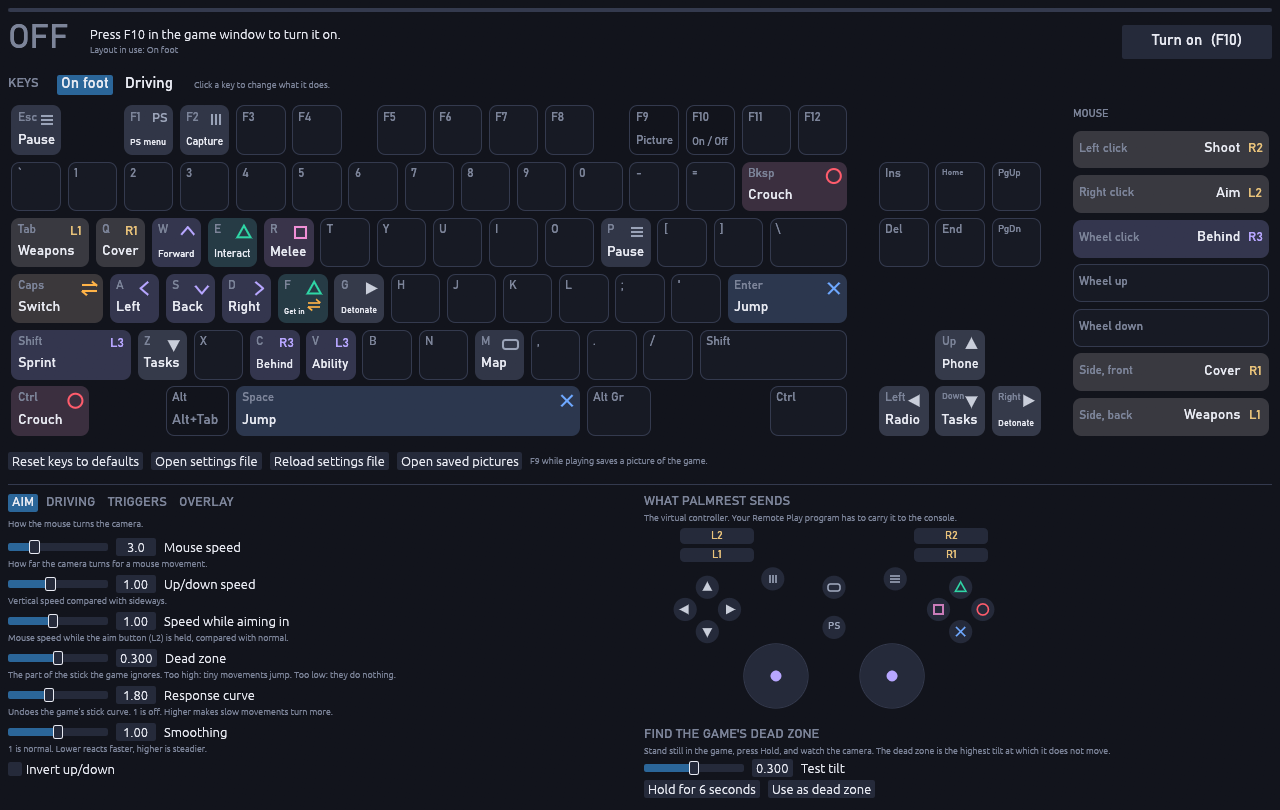 OFF
Press F10 in the game window to turn it on.
Layout in use: On foot
Turn on (F10)
KEYS On foot Driving Click a key to change what it does.
Esc Pause
F1 PS PS menu
F2 Capture
F3
F4
F5
F6
F7
F8
F9 Picture
F10 On / Off
F11
F12
MOUSE
`
1
2
3
4
5
6
7
8
9
0
-
=
Bksp Crouch
Ins
Home
PgUp
Tab L1 Weapons
Q R1 Cover
W Forward
E Interact
R Melee
T
Y
U
I
O
P Pause
[
]
\
Del
End
PgDn
Caps Switch
A Left
S Back
D Right
F Get in
G Detonate
H
J
K
L
;
'
Enter Jump
Shift L3 Sprint
Z Tasks
X
C R3 Behind
V L3 Ability
B
N
M Map
,
.
/
Shift
Up Phone
Ctrl Crouch
Alt Alt+Tab
Space Jump
Alt Gr
Ctrl
Left Radio
Down Tasks
Right Detonate
Left click Shoot R2
Right click Aim L2
Wheel click Behind R3
Wheel up
Wheel down
Side, front Cover R1
Side, back Weapons L1
Reset keys to defaults Open settings file Reload settings file Open saved pictures F9 while playing saves a picture of the game.
AIM DRIVING TRIGGERS OVERLAY
How the mouse turns the camera.
3.0 Mouse speed
How far the camera turns for a mouse movement.
1.00 Up/down speed
Vertical speed compared with sideways.
1.00 Speed while aiming in
Mouse speed while the aim button (L2) is held, compared with normal.
0.300 Dead zone
The part of the stick the game ignores. Too high: tiny movements jump. Too low: they do nothing.
1.80 Response curve
Undoes the game's stick curve. 1 is off. Higher makes slow movements turn more.
1.00 Smoothing
1 is normal. Lower reacts faster, higher is steadier.
Invert up/down
WHAT PALMREST SENDS
The virtual controller. Your Remote Play program has to carry it to the console.
L2 R2
L1 R1
PS
FIND THE GAME'S DEAD ZONE
Stand still in the game, press Hold, and watch the camera. The dead zone is the highest tilt at which it does not move.
0.300 Test tilt
Hold for 6 seconds Use as dead zone